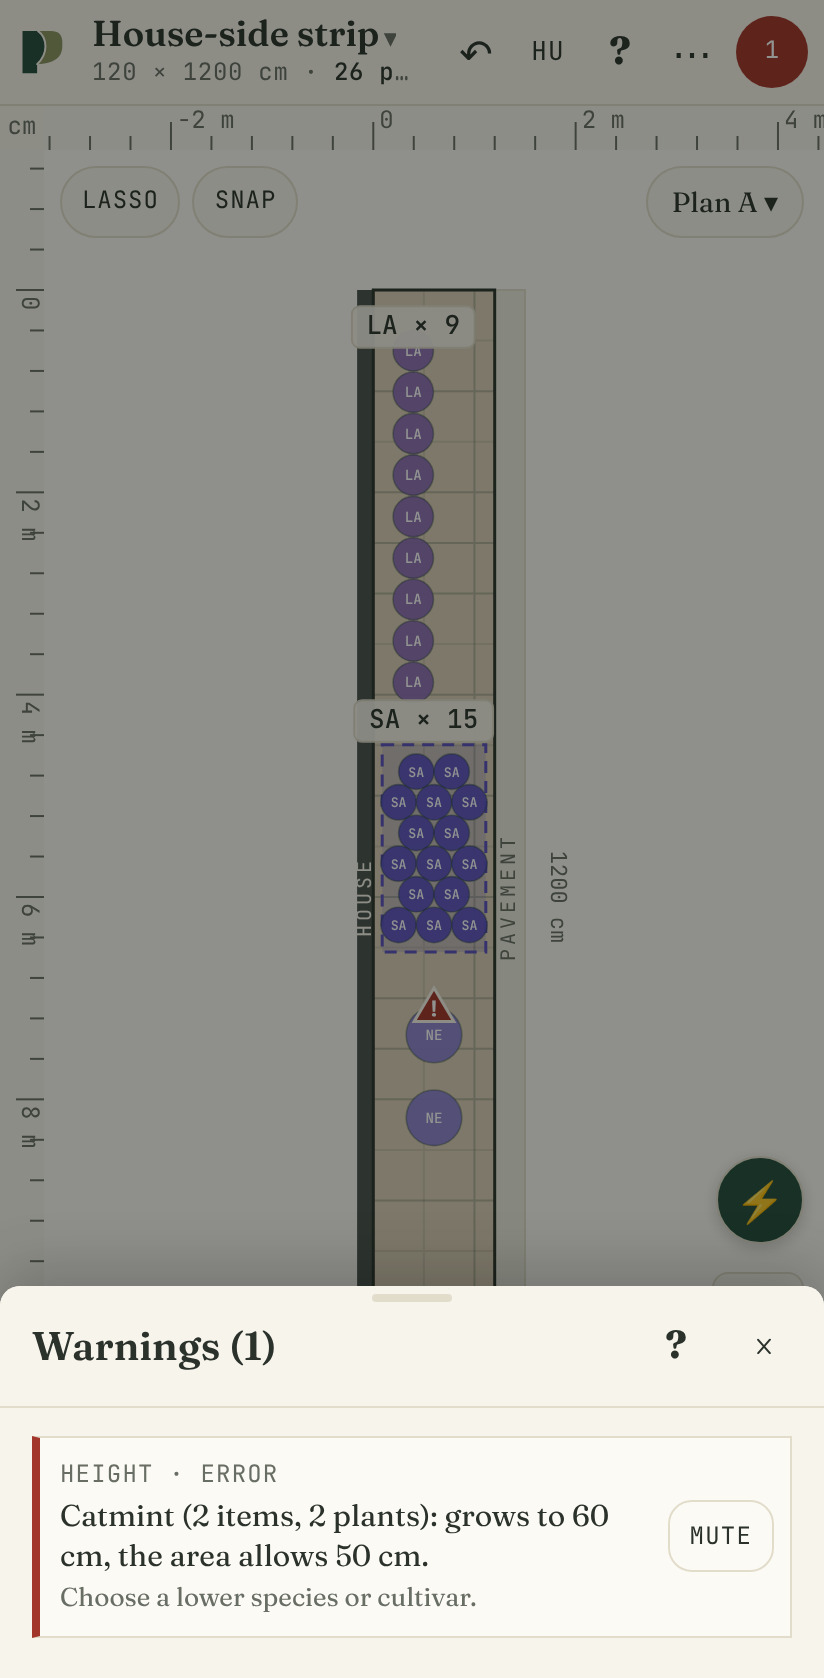 House-side strip ▾
120 × 1200 cm · 26 p…
HU
?
…
1
cm
-2 m
0
2 m
4 m
LASSO
SNAP
Plan A ▾
0
2 m
4 m
6 m
8 m
LA × 9
LA
LA
LA
LA
LA
LA
LA
LA
LA
SA × 15
SA SA
SA SA SA
SA SA
SA SA SA
SA SA
SA SA SA
HOUSE
PAVEMENT
1200 cm
!
NE
NE
Warnings (1)
?
×
HEIGHT · ERROR
Catmint (2 items, 2 plants): grows to 60
cm, the area allows 50 cm.
Choose a lower species or cultivar.
MUTE